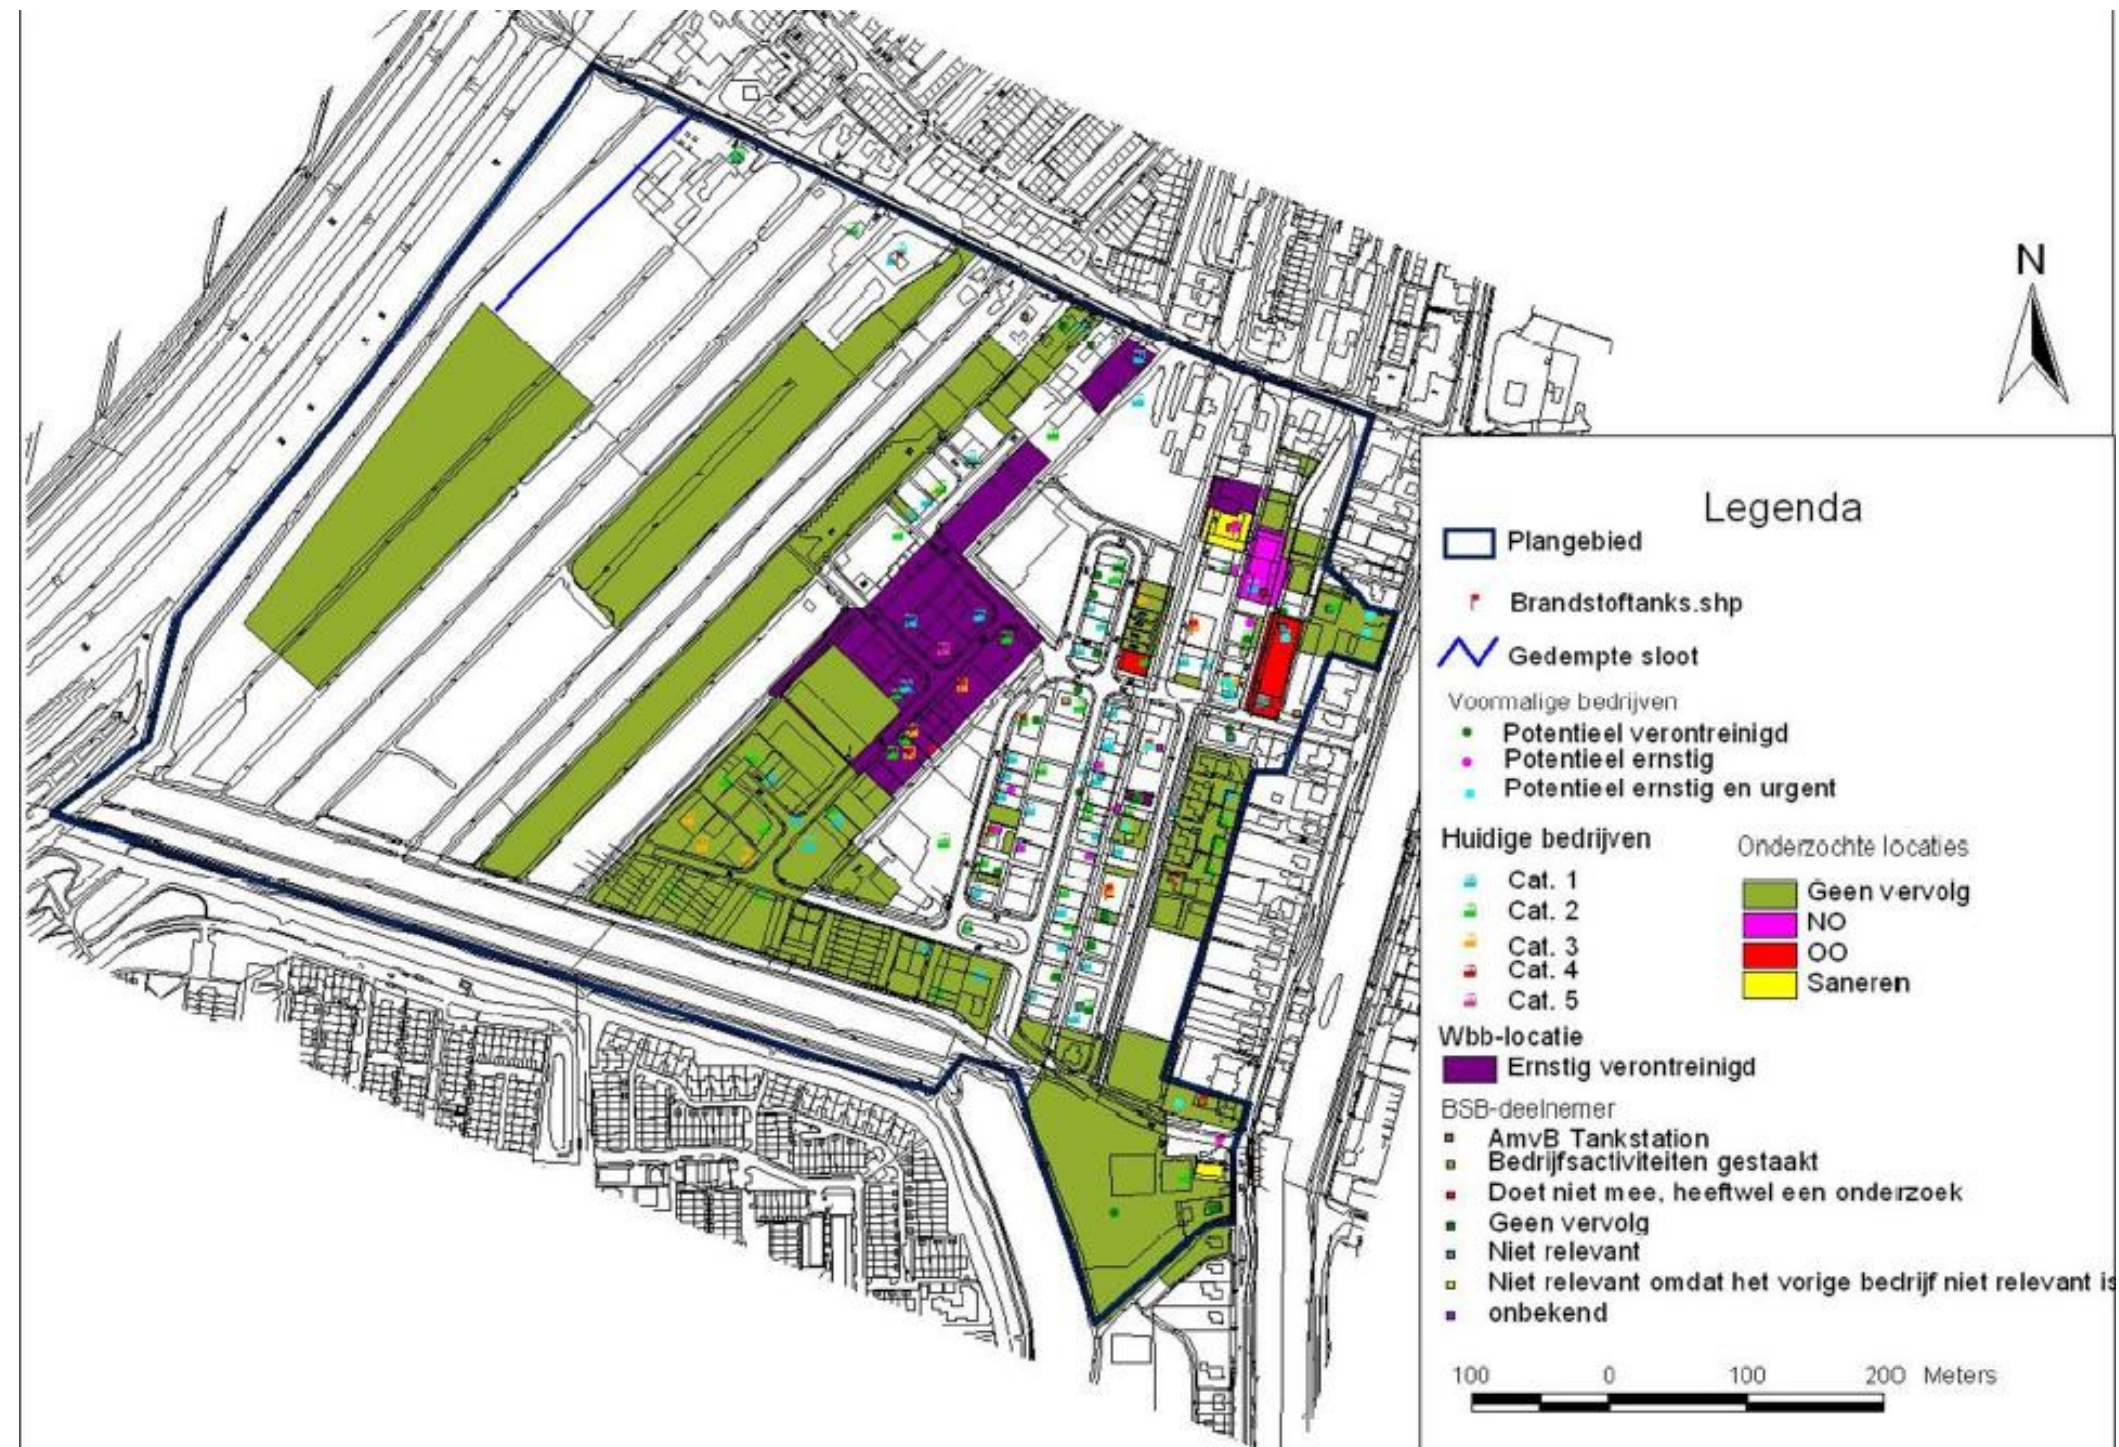 N
Legenda
Plangebied
Brandstoftanks.shp
Gedempte sloot
Voormalige bedrijven
Potentieel verontreinigd
Potentieel ernstig
Potentieel ernstig en urgent
Huidige bedrijven
Cat. 1
Cat. 2
Cat. 3
Cat. 4
Cat. 5
Onderzochte locaties
Geen vervolg
NO
OO
Saneren
Wbb-locatie
Ernstig verontreinigd
BSB-deelnemer
AmvB Tankstation
Bedrijfsactiviteiten gestaakt
Doet niet mee, heeftwel een onderzoek
Geen vervolg
Niet relevant
Niet relevant omdat het vorige bedrijf niet relevant is
onbekend
100 0 100 200 Meters